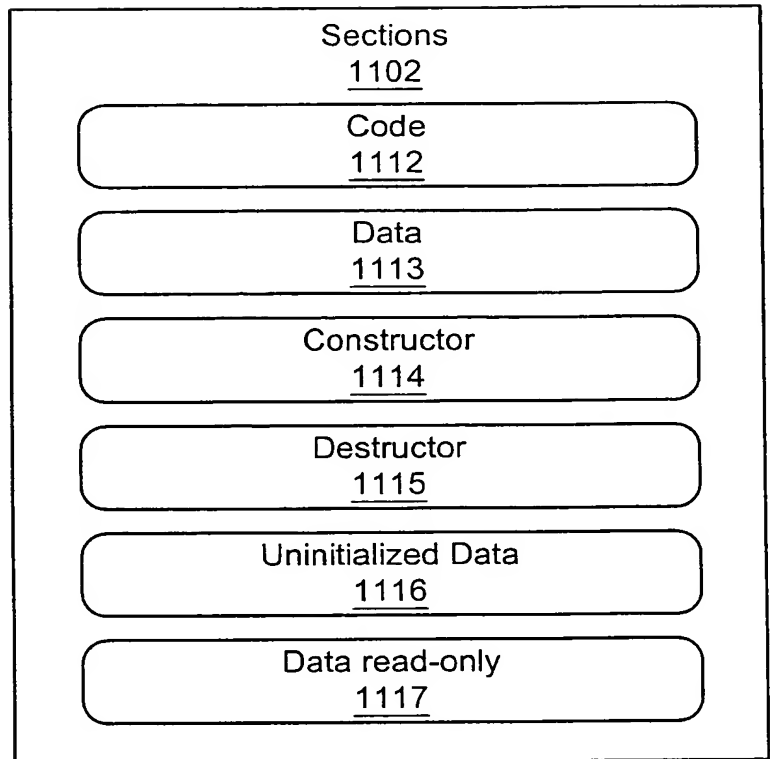 Sections
1102
Code
1112
Data
1113
Constructor
1114
Destructor
1115
Uninitialized Data
1116
Data read-only
1117